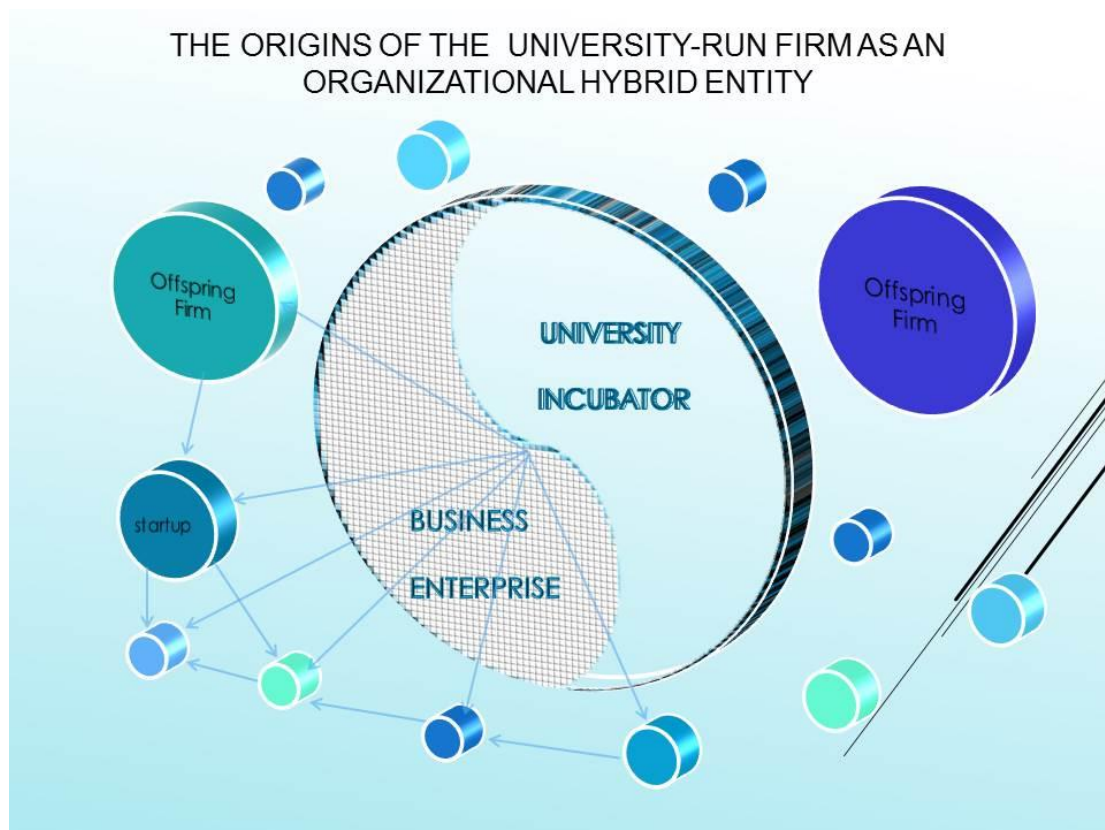 THE ORIGINS OF THE UNIVERSITY-RUN FIRM AS AN
ORGANIZATIONAL HYBRID ENTITY
Offspring
Firm
UNIVERSITY
INCUBATOR
Offspring
Firm
startup
BUSINESS
ENTERPRISE